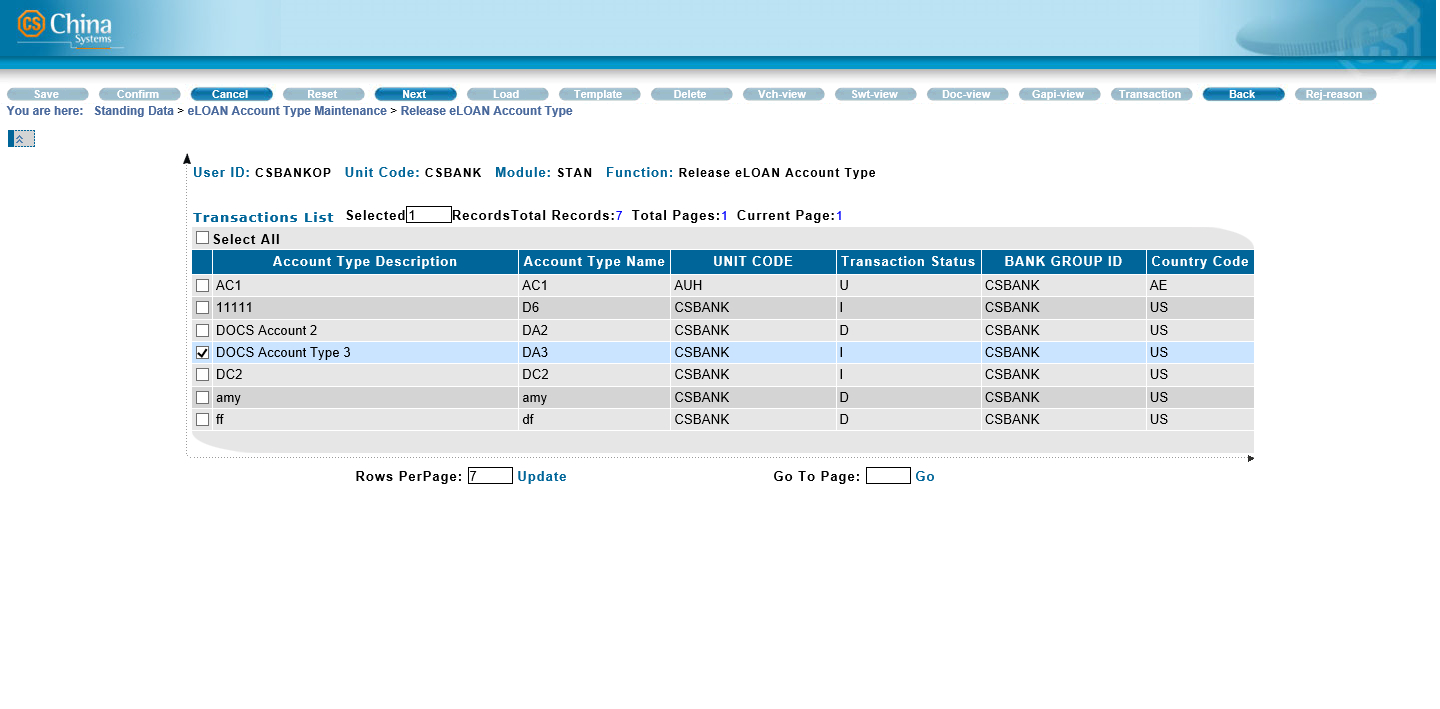 CS China
Systems
CS
Save Confirm Cancel Reset Next Load Template Delete Vch-view Swt-view Doc-view Gapi-view Transaction Back Rej-reason
You are here: Standing Data > eLOAN Account Type Maintenance > Release eLOAN Account Type
User ID: CSBANKOP Unit Code: CSBANK Module: STAN Function: Release eLOAN Account Type
Transactions List Selected 1 RecordsTotal Records:7 Total Pages:1 Current Page:1
Select All
Account Type Description Account Type Name UNIT CODE Transaction Status BANK GROUP ID Country Code
AC1 AC1 AUH U CSBANK AE
11111 D6 CSBANK I CSBANK US
DOCS Account 2 DA2 CSBANK D CSBANK US
DOCS Account Type 3 DA3 CSBANK I CSBANK US
DC2 DC2 CSBANK I CSBANK US
amy amy CSBANK D CSBANK US
ff df CSBANK D CSBANK US
Rows PerPage: 7 Update Go To Page: Go